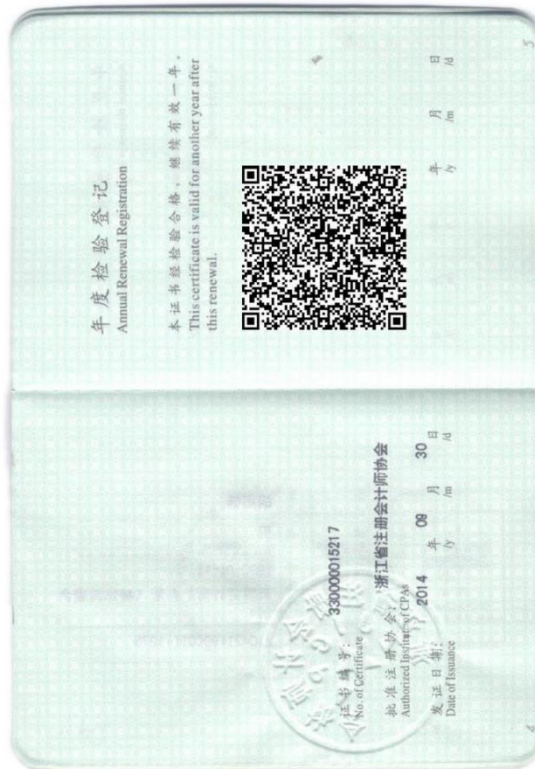 证书编号:
No. of Certificate
330000015217
批准注册协会:
Authorized Institute of CPAs
浙江省注册会计师协会
发证日期:
Date of Issuance
2014 年 09 月 30 日
/y /m /d
4
年度检验登记
Annual Renewal Registration
本证书经检验合格，继续有效一年。
This certificate is valid for another year after
this renewal.
年 月 日
/y /m /d
5